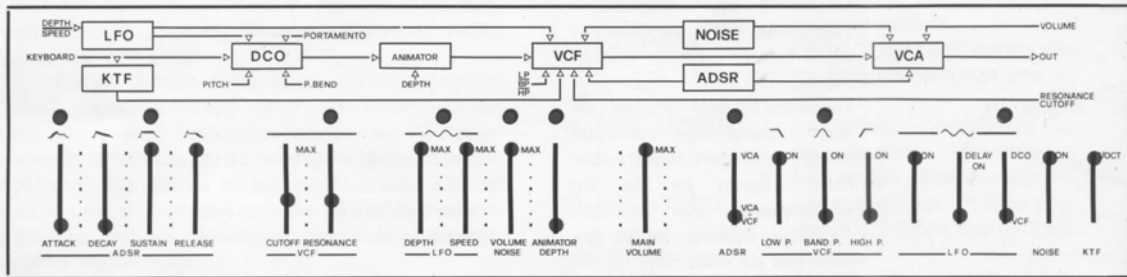 DEPTH
SPEED
LFO
KEYBOARD
KTF
DCO
PORTAMENTO
PITCH
P.BEND
ANIMATOR
DEPTH
VCF
LP
BP
HP
NOISE
ADSR
VCA
VOLUME
OUT
RESONANCE
CUTOFF
MAX
MAX
MAX
MAX
MAX
VCA
ON
ON
ON
ON
DELAY
ON
DCO
ON
V/OCT
VCA
VCF
VCF
ATTACK DECAY SUSTAIN RELEASE
ADSR
CUTOFF RESONANCE
VCF
DEPTH SPEED
LFO
VOLUME
NOISE
ANIMATOR
DEPTH
MAIN
VOLUME
ADSR
LOW P. BAND P. HIGH P.
VCF
LFO
NOISE
KTF